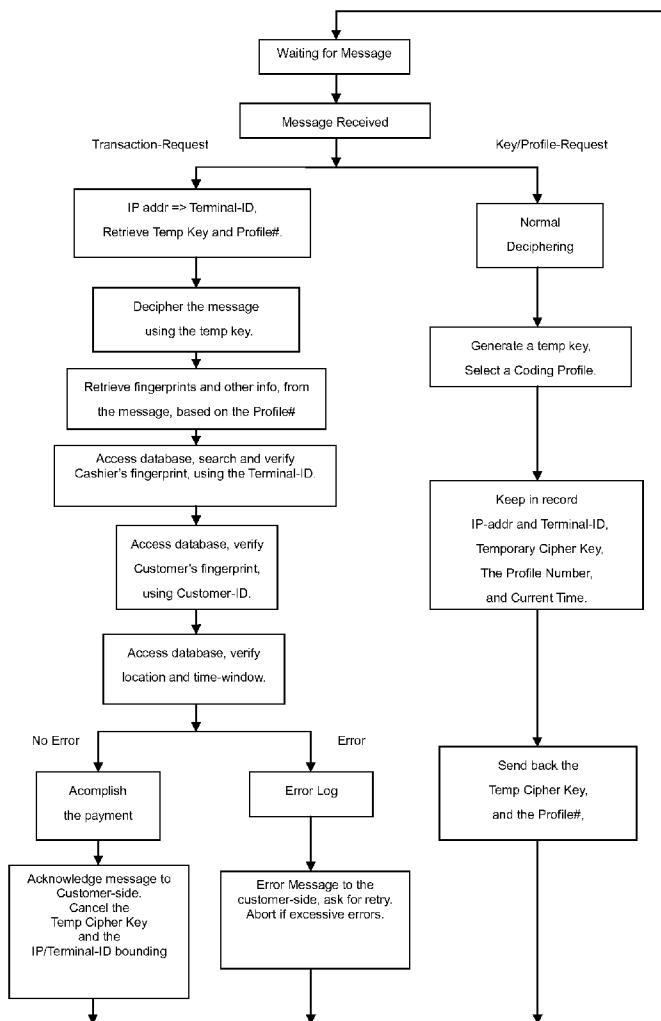 Waiting for Message
Message Received
Transaction-Request
Key/Profile-Request
IP addr => Terminal-ID,
Retrieve Temp Key and Profile#.
Normal
Deciphering
Decipher the message
using the temp key.
Generate a temp key,
Select a Coding Profile.
Retrieve fingerprints and other info, from
the message, based on the Profile#
Access database, search and verify
Cashier's fingerprint, using the Terminal-ID.
Keep in record
IP-addr and Terminal-ID,
Temporary Cipher Key,
The Profile Number,
and Current Time.
Access database, verify
Customer's fingerprint,
using Customer-ID.
Access database, verify
location and time-window.
No Error
Error
Acomplish
the payment
Error Log
Send back the
Temp Cipher Key,
and the Profile#,
Acknowledge message to
Customer-side.
Cancel the
Temp Cipher Key
and the
IP/Terminal-ID bounding
Error Message to the
customer-side, ask for retry.
Abort if excessive errors.